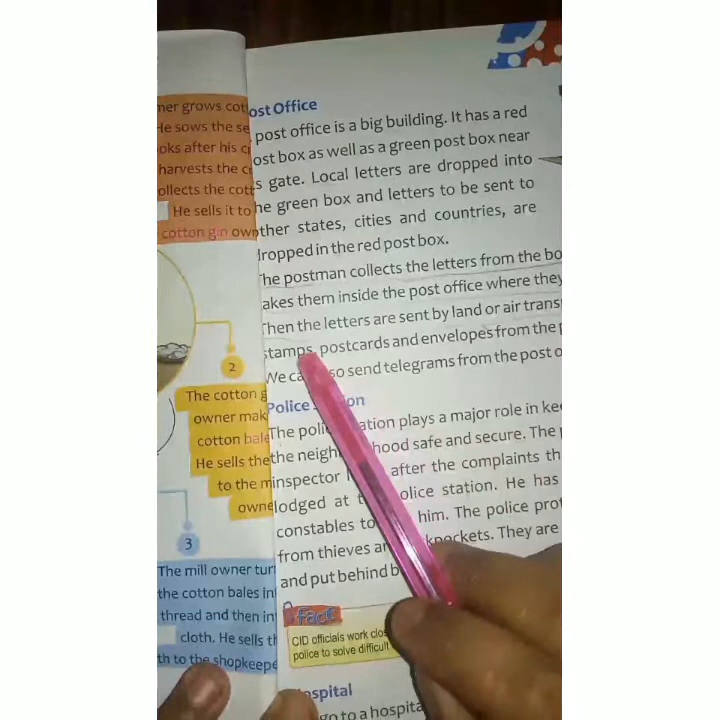 ner grows cot
He sows the se
oks after his c
harvests the c
ollects the cott
He sells it to
cotton gin own
2
The cotton g
owner mak
cotton bale
He sells the
to the m
owne
3
The mill owner tur
the cotton bales in
thread and then in
cloth. He sells th
th to the shopkeepe
ost Office
post office is a big building. It has a red
ost box as well as a green post box near
s gate. Local letters are dropped into
he green box and letters to be sent to
ther states, cities and countries, are
dropped in the red post box.
The postman collects the letters from the bo
akes them inside the post office where they
Then the letters are sent by land or air trans
stamps, postcards and envelopes from the p
We ca so send telegrams from the post o
Police on
The poli ation plays a major role in kee
the neigh hood safe and secure. The
inspector after the complaints th
lodged at t olice station. He has
constables to him. The police pro
from thieves an kpockets. They are
and put behind b
fact
CID officials work clos
police to solve difficult
ospital
go to a hospita